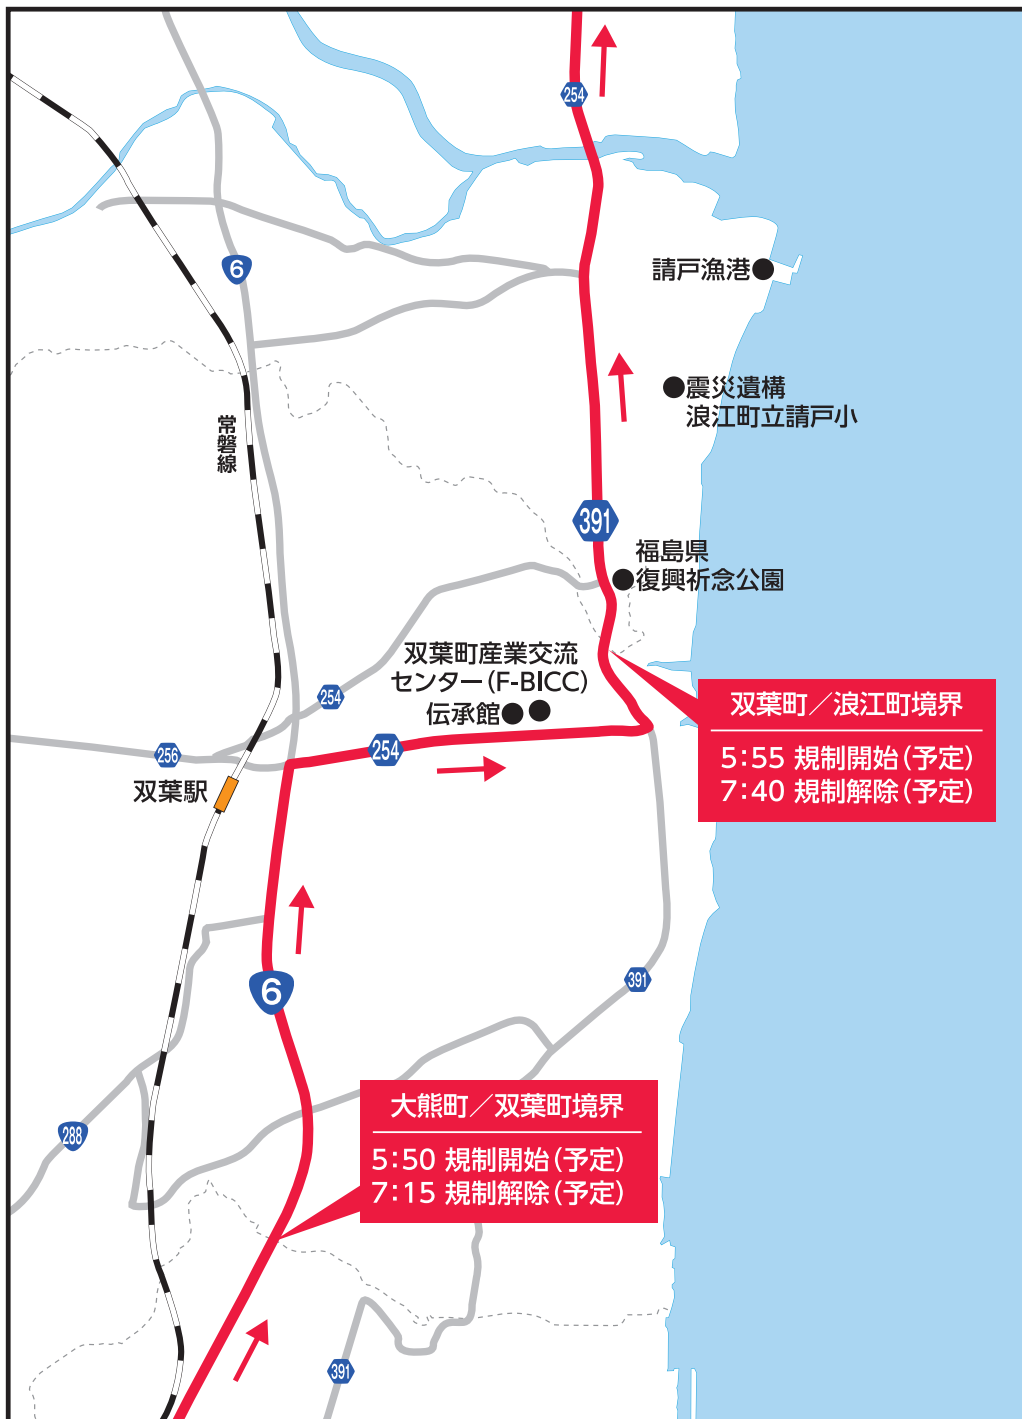 254
6
請戸漁港
震災遺構
浪江町立請戸小
常磐線
391
福島県
復興祈念公園
双葉町産業交流
センター(F-BICC)
伝承館
254
双葉町／浪江町境界
5:55 規制開始(予定)
7:40 規制解除(予定)
256
254
双葉駅
6
391
大熊町／双葉町境界
5:50 規制開始(予定)
7:15 規制解除(予定)
288
391